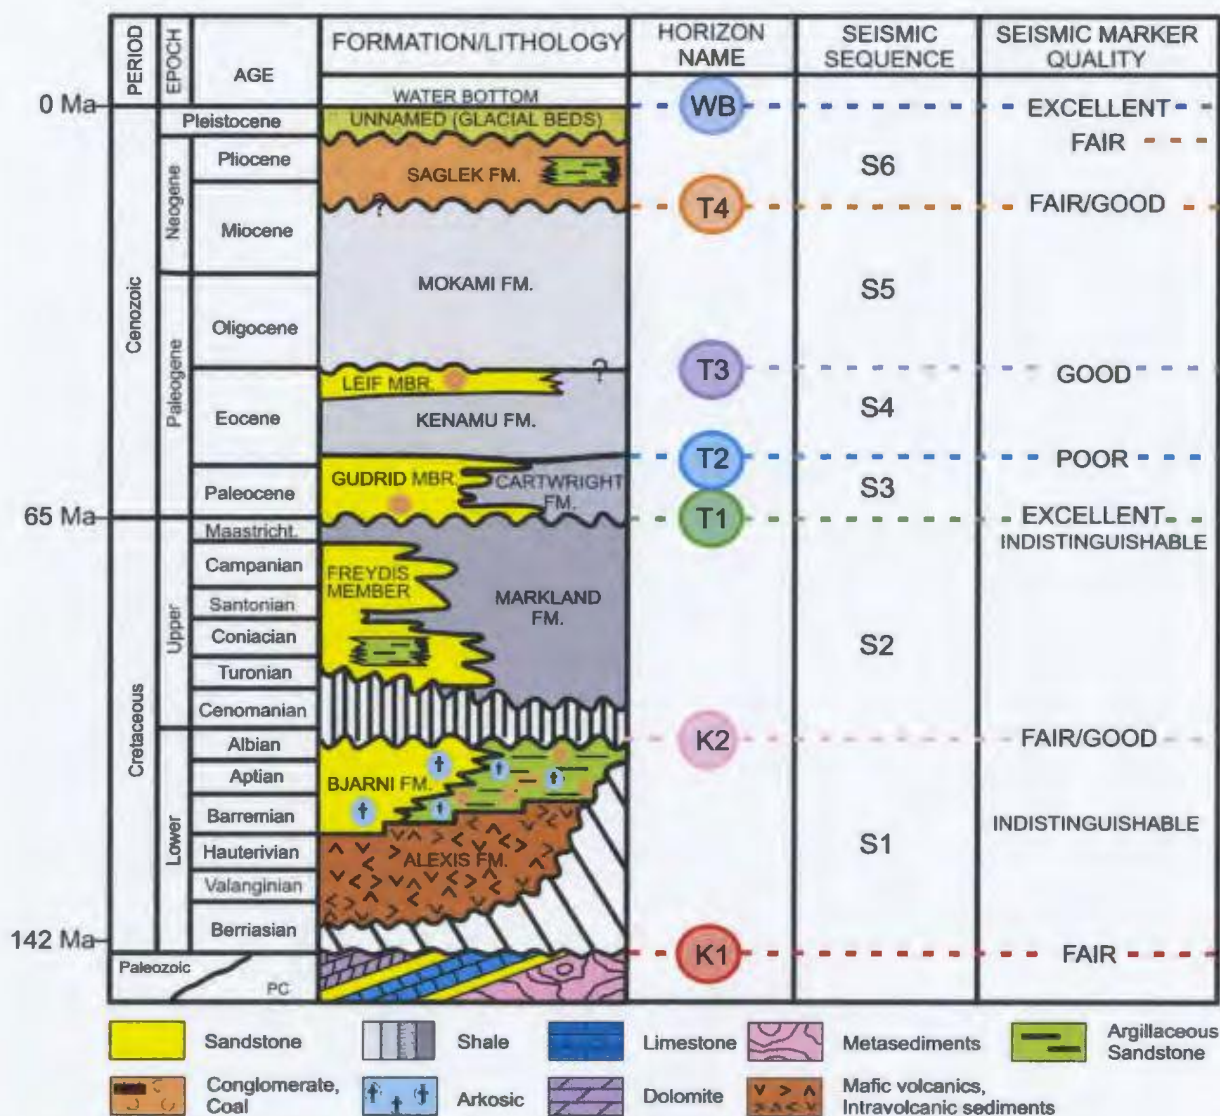 PERIOD
EPOCH
AGE
FORMATION/LITHOLOGY
HORIZON
NAME
SEISMIC
SEQUENCE
SEISMIC MARKER
QUALITY
0 Ma
WATER BOTTOM
WB
EXCELLENT
Pleistocene
UNNAMED (GLACIAL BEDS)
FAIR
Cenozoic
Neogene
Pliocene
SAGLEK FM.
S6
?
T4
FAIR/GOOD
Miocene
MOKAMI FM.
S5
Paleogene
Oligocene
?
T3
GOOD
LEIF MBR.
S4
Eocene
KENAMU FM.
T2
POOR
Paleocene
GUDRID MBR.
CARTWRIGHT
FM.
S3
65 Ma
T1
EXCELLENT
INDISTINGUISHABLE
Cretaceous
Upper
Maastricht.
Campanian
FREYDIS
MEMBER
Santonian
MARKLAND
FM.
Coniacian
S2
Turonian
Cenomanian
Lower
Albian
K2
FAIR/GOOD
Aptian
BJARNI FM.
Barremian
INDISTINGUISHABLE
Hauterivian
ALEXIS FM.
S1
Valanginian
Berriasian
142 Ma
K1
FAIR
Paleozoic
PC
Sandstone
Shale
Limestone
Metasediments
Argillaceous
Sandstone
Conglomerate,
Coal
Arkosic
Dolomite
Mafic volcanics,
Intravolcanic sediments